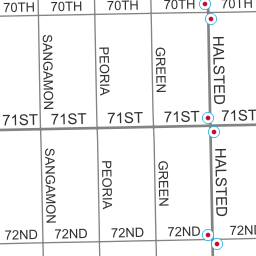 70TH 70TH 70TH 70TH 70TH
SANGAMON PEORIA GREEN HALSTED
71ST 71ST 71ST 71ST 71ST
SANGAMON PEORIA GREEN HALSTED
72ND 72ND 72ND 72ND 72ND